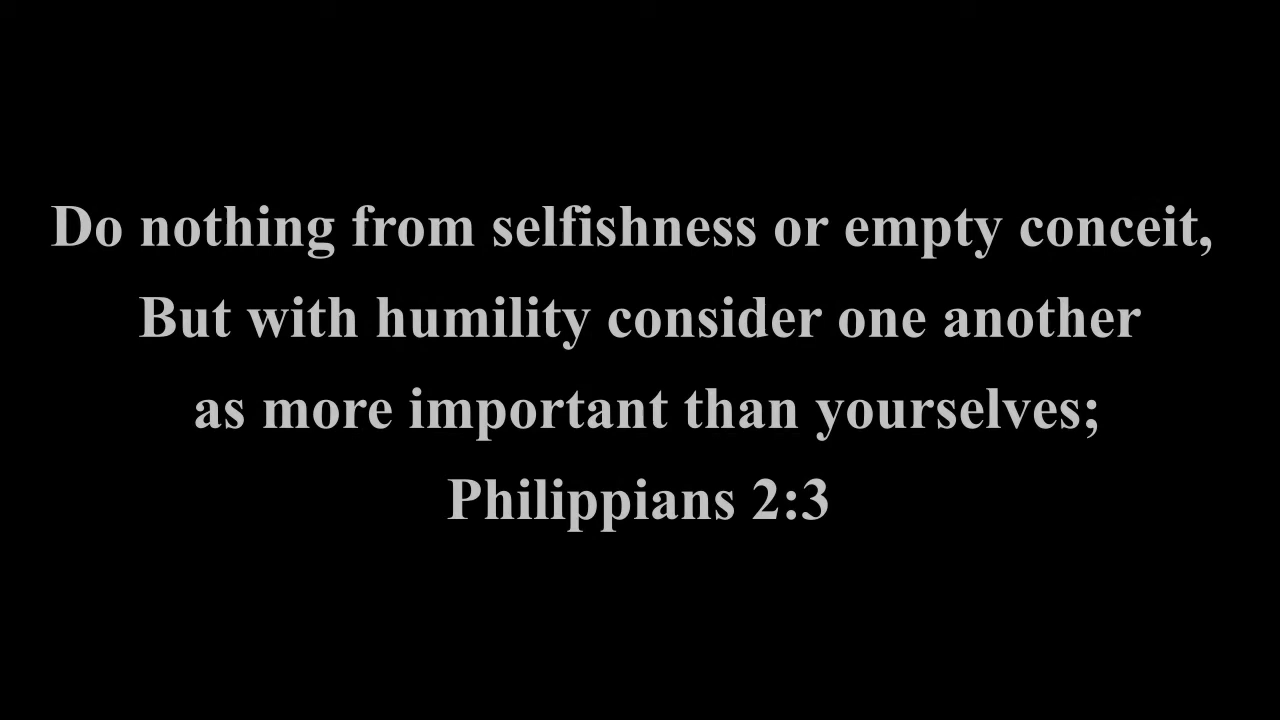 Do nothing from selfishness or empty conceit,
But with humility consider one another
as more important than yourselves;
Philippians 2:3